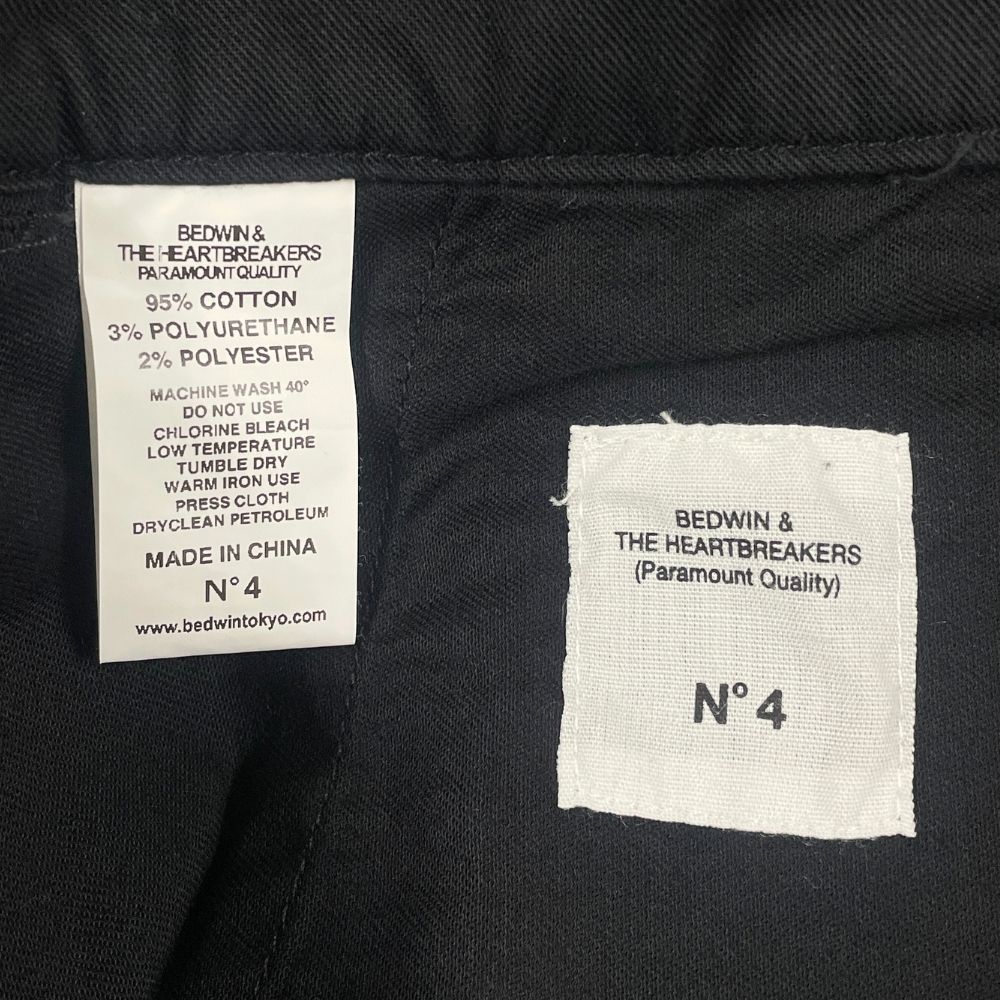 BEDWIN &
THE HEARTBREAKERS
PARAMOUNT QUALITY
95% COTTON
3% POLYURETHANE
2% POLYESTER
MACHINE WASH 40°
DO NOT USE
CHLORINE BLEACH
LOW TEMPERATURE
TUMBLE DRY
WARM IRON USE
PRESS CLOTH
DRYCLEAN PETROLEUM
MADE IN CHINA
N° 4
www.bedwintokyo.com
BEDWIN &
THE HEARTBREAKERS
(Paramount Quality)
N° 4